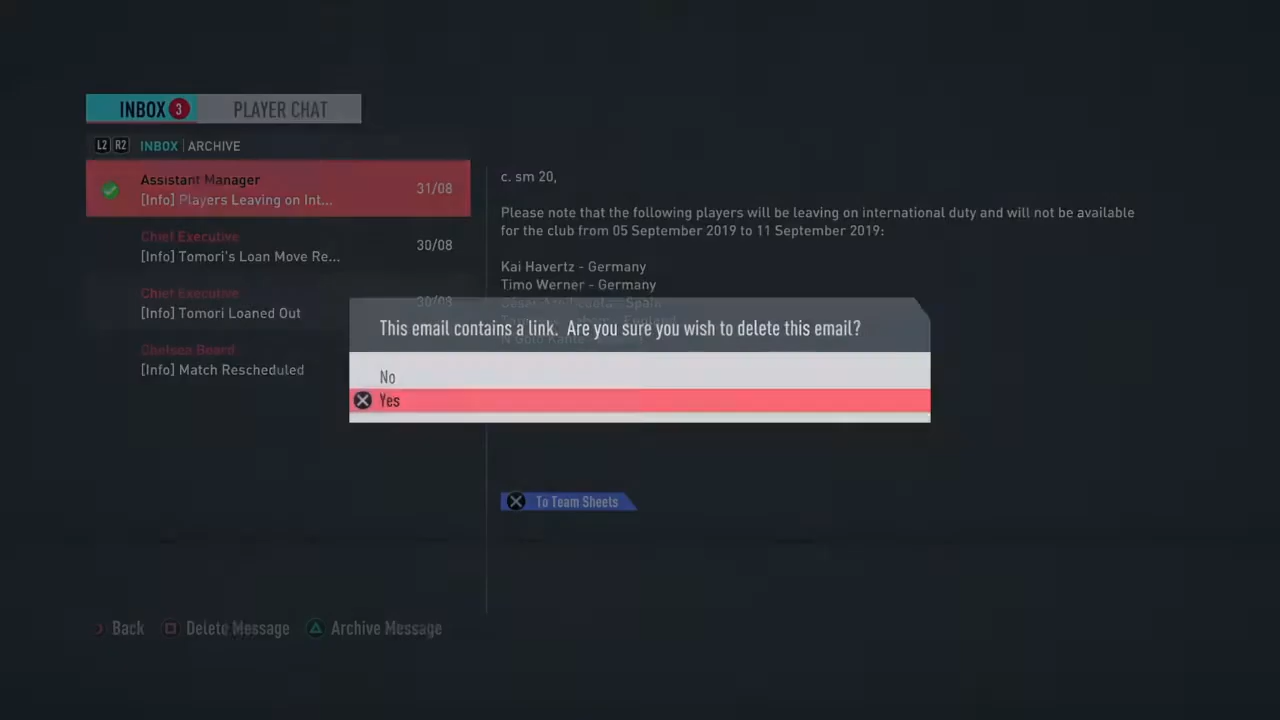 INBOX 3 PLAYER CHAT
L2 R2 INBOX | ARCHIVE
Assistant Manager
[Info] Players Leaving on Int...
31/08
Chief Executive
[Info] Tomori's Loan Move Re...
30/08
Chief Executive
[Info] Tomori Loaned Out
30/08
Chelsea Board
[Info] Match Rescheduled
c. sm 20,
Please note that the following players will be leaving on international duty and will not be available
for the club from 05 September 2019 to 11 September 2019:
Kai Havertz - Germany
Timo Werner - Germany
This email contains a link. Are you sure you wish to delete this email?
No
Yes
To Team Sheets
Back Delete Message Archive Message